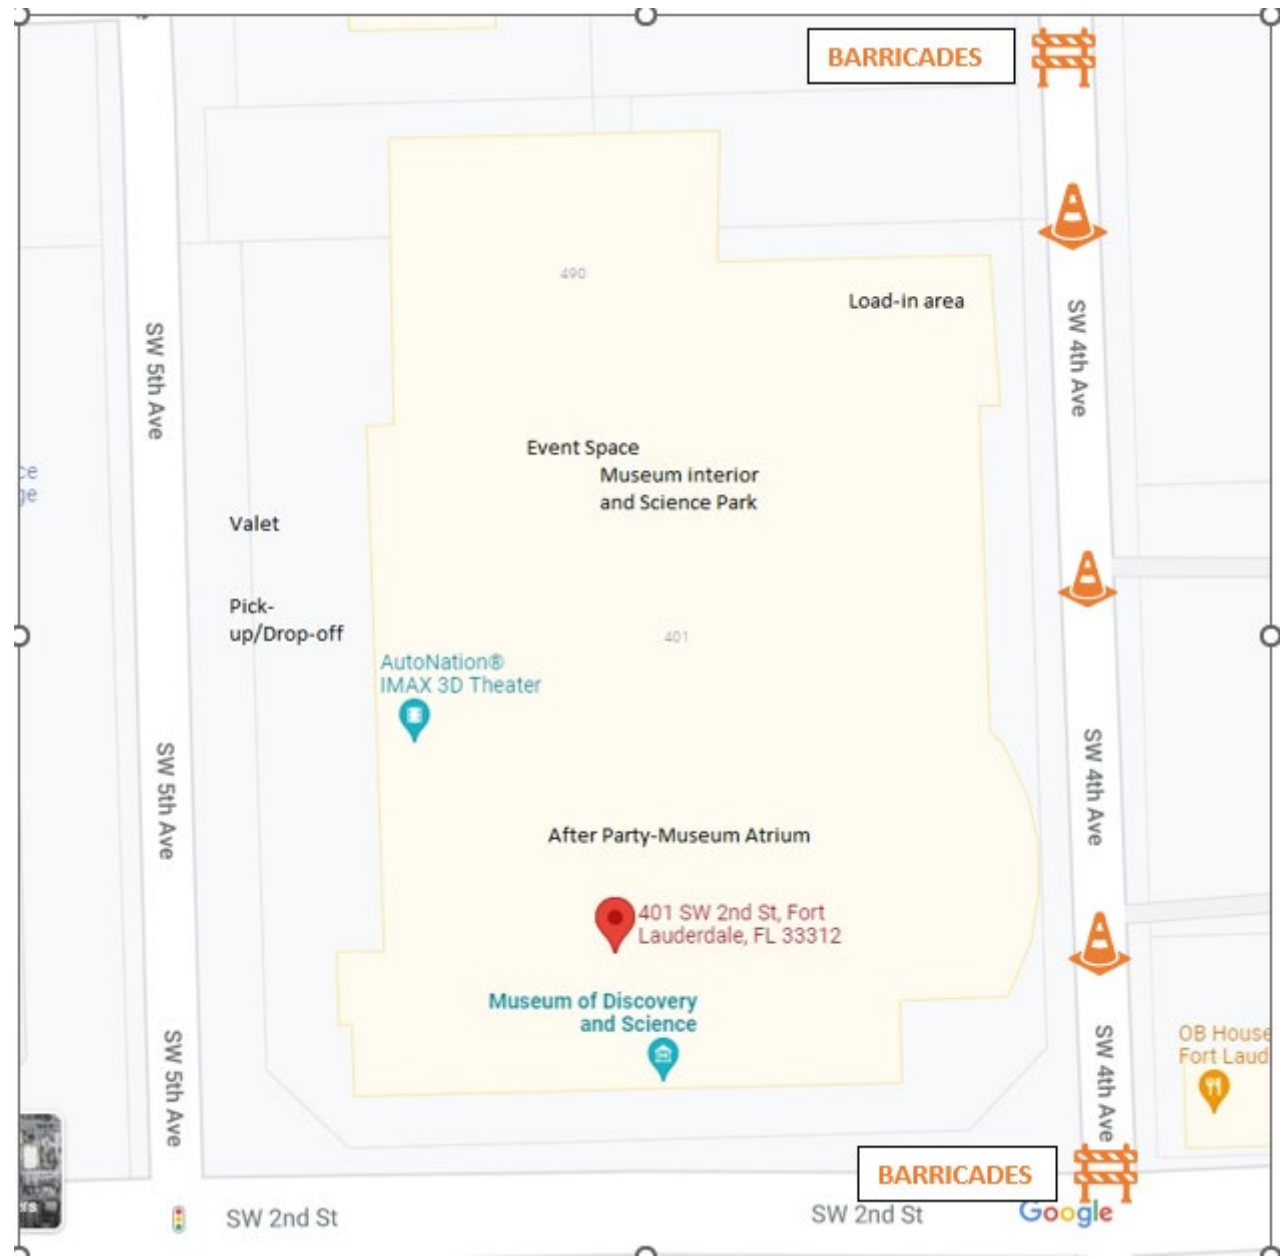 BARRICADES
490
Load-in area
SW 5th Ave
SW 4th Ave
Event Space
Museum interior
and Science Park
ce
ge
Valet
Pick-
up/Drop-off
401
AutoNation®
IMAX 3D Theater
SW 5th Ave
SW 4th Ave
After Party-Museum Atrium
401 SW 2nd St, Fort
Lauderdale, FL 33312
Museum of Discovery
and Science
SW 5th Ave
SW 4th Ave
OB House
Fort Laud
BARRICADES
rs
SW 2nd St
SW 2nd St
Google